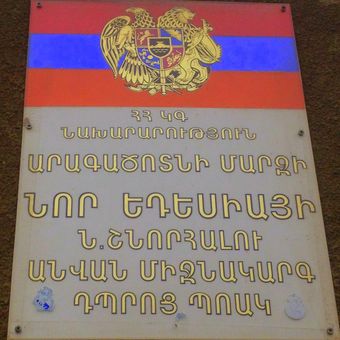 ՀՀ ԿԳ
ՆԱԽԱՐԱՐՈՒԹՅՈՒՆ
ԱՐԱԳԱԾՈՏՆԻ ՄԱՐԶԻ
ՆՈՐ ԵԴԵՍԻԱՅԻ
Ն.ՇՆՈՐՀԱԼՈՒ
ԱՆՎԱՆ ՄԻՋՆԱԿԱՐԳ
ԴՊՐՈՑ ՊՈԱԿ